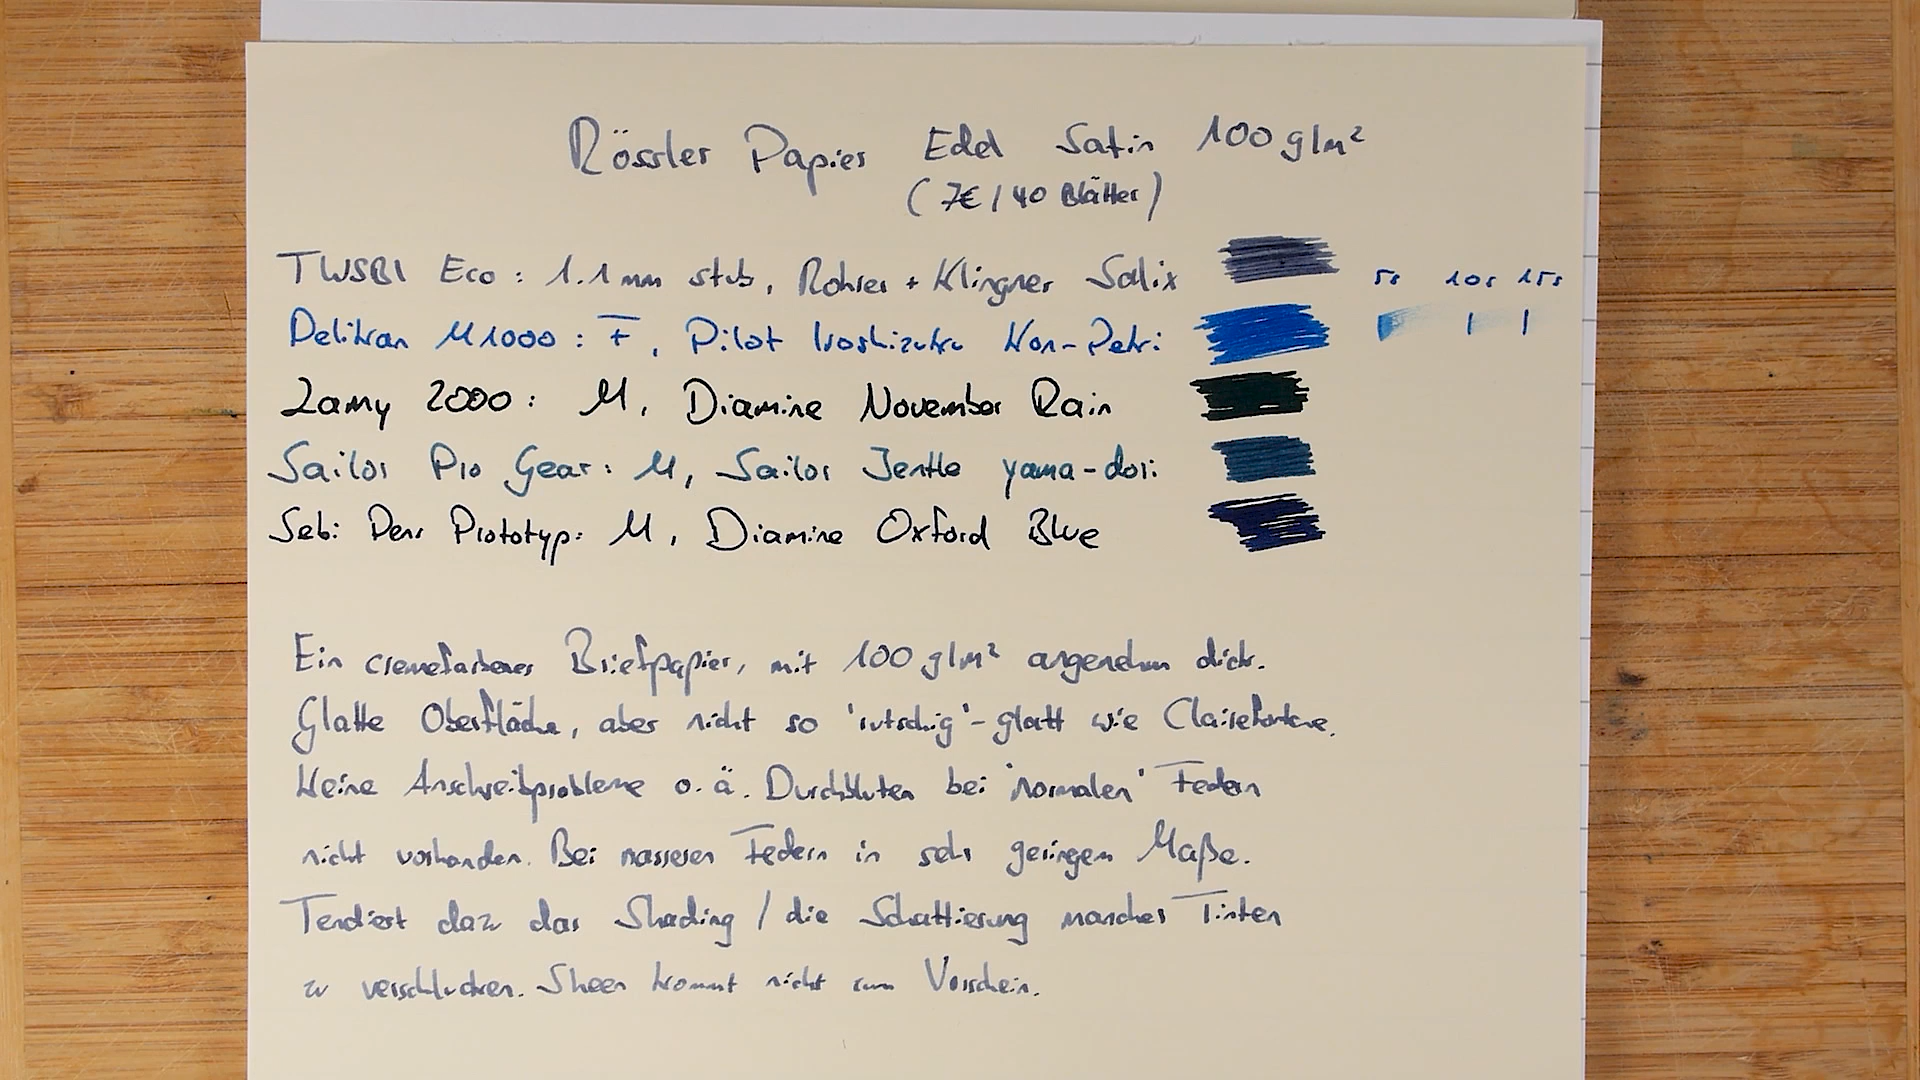 Rössler Papier Edel Satin 100 g/m²
(7€ / 40 Blätter)
TWSBI Eco : 1.1 mm stub, Rohrer + Klingner Salix
5s 10s 15s
Pelikan M1000 : F, Pilot Iroshizuku Kon-Peki
Lamy 2000 : M, Diamine November Rain
Sailor Pro Gear : M, Sailor Jentle yama-dori
Sebi Pens Prototyp: M, Diamine Oxford Blue
Ein cremefarbenes Briefpapier, mit 100 g/m² angenehm dick.
Glatte Oberfläche, aber nicht so 'rutschig'-glatt wie Clairefontaine.
Keine Anschreibprobleme o.ä. Durchbluten bei 'normalen' Federn
nicht vorhanden. Bei nasseren Federn in sehr geringem Maße.
Tendiert dazu das Shading / die Schattierung mancher Tinten
zu verschlucken. Sheen kommt nicht zum Vorschein.